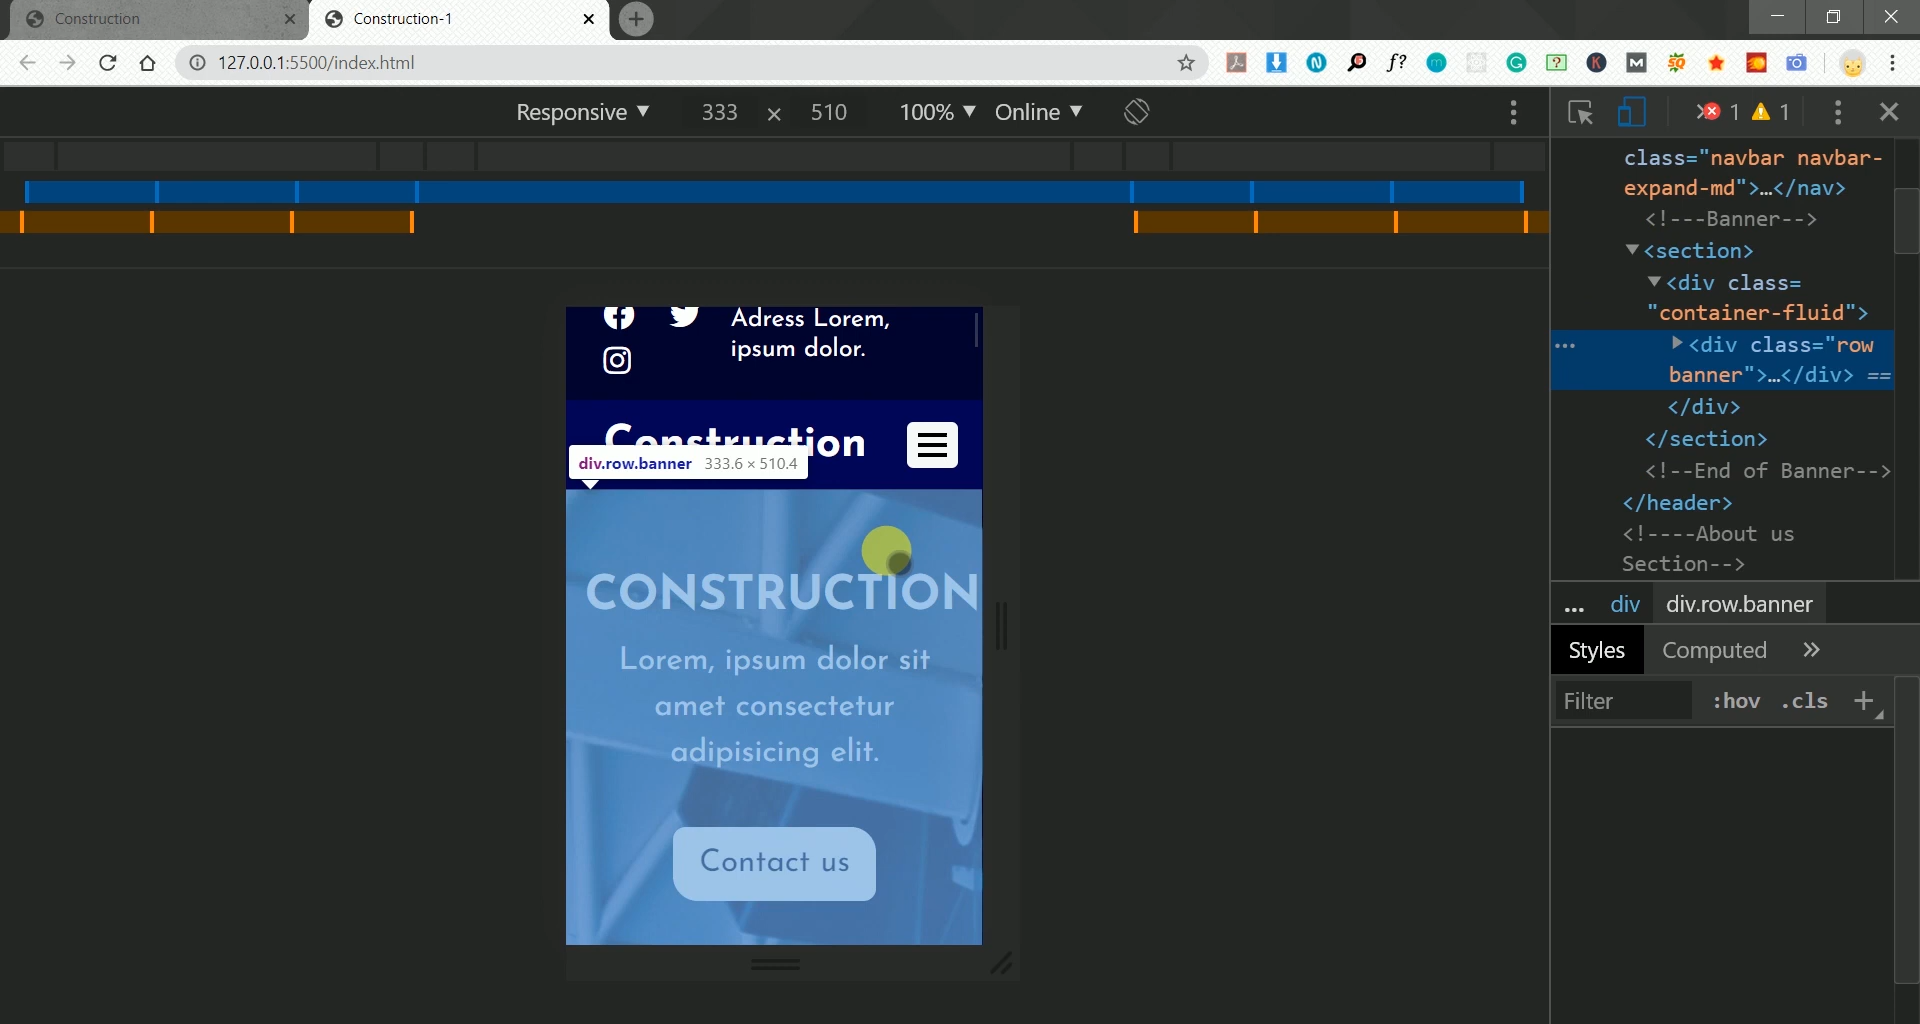 Construction
Construction-1
127.0.0.1:5500/index.html
Responsive ▼ 333 × 510 100% ▼ Online ▼
1 1
class="navbar navbar-
expand-md">…</nav>
<!---Banner-->
<section>
<div class=
"container-fluid">
<div class="row
banner">…</div> ==
</div>
</section>
<!--End of Banner-->
</header>
<!----About us
Section-->
... div div.row.banner
Styles Computed »
Filter :hov .cls +
Adress Lorem,
ipsum dolor.
Construction
div.row.banner 333.6 × 510.4
CONSTRUCTION
Lorem, ipsum dolor sit
amet consectetur
adipisicing elit.
Contact us